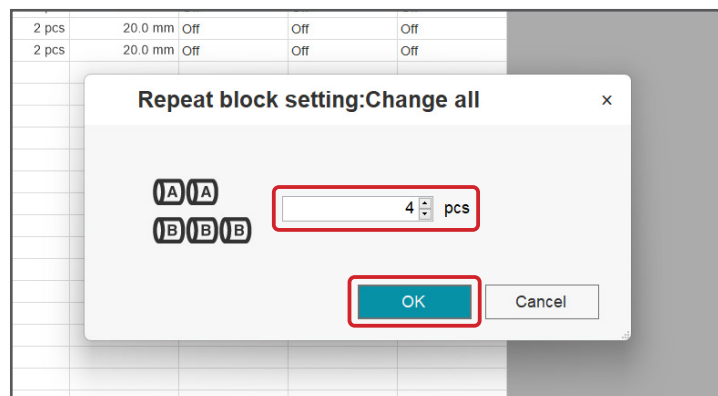 2 pcs 20.0 mm Off Off Off
2 pcs 20.0 mm Off Off Off
Repeat block setting:Change all ×
A A
4 pcs
B B B
OK Cancel